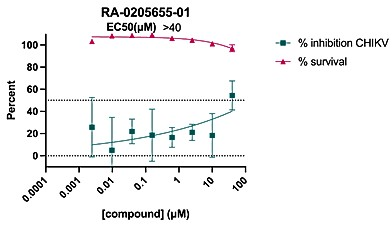 RA-0205655-01
EC50(µM) >40
% inhibition CHIKV
% survival
Percent
100
80
60
40
20
0
0.0001
0.001
0.01
0.1
1
10
100
[compound] (µM)